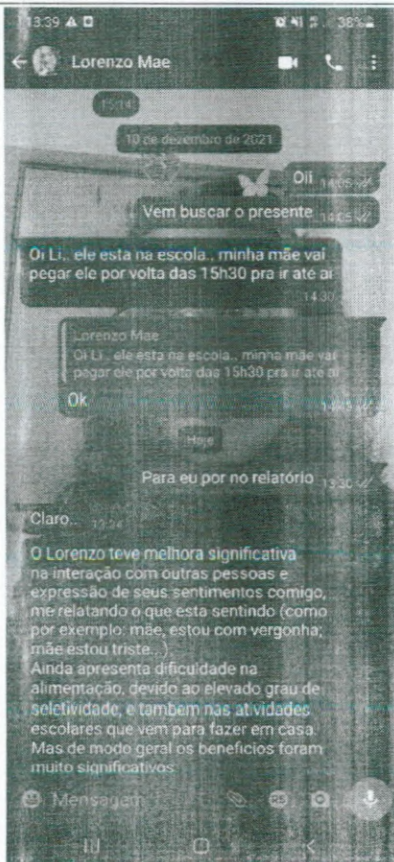 13:39
38%
Lorenzo Mae
15:14
10 de dezembro de 2021
Oii 14:05
Vem buscar o presente 14:05
Oi Li.. ele esta na escola., minha mãe vai
pegar ele por volta das 15h30 pra ir até ai
14:30
Lorenzo Mae
Oi Li.. ele esta na escola., minha mãe vai
pegar ele por volta das 15h30 pra ir até ai
Ok
Hoje
Para eu por no relatório 13:30
Claro..
O Lorenzo teve melhora significativa
na interação com outras pessoas e
expressão de seus sentimentos comigo,
me relatando o que esta sentindo (como
por exemplo: mãe, estou com vergonha;
mãe estou triste...)
Ainda apresenta dificuldade na
alimentação, devido ao elevado grau de
seletividade, e tambem nas atividades
escolares que vem para fazer em casa.
Mas de modo geral os beneficios foram
muito significativos
Mensagem